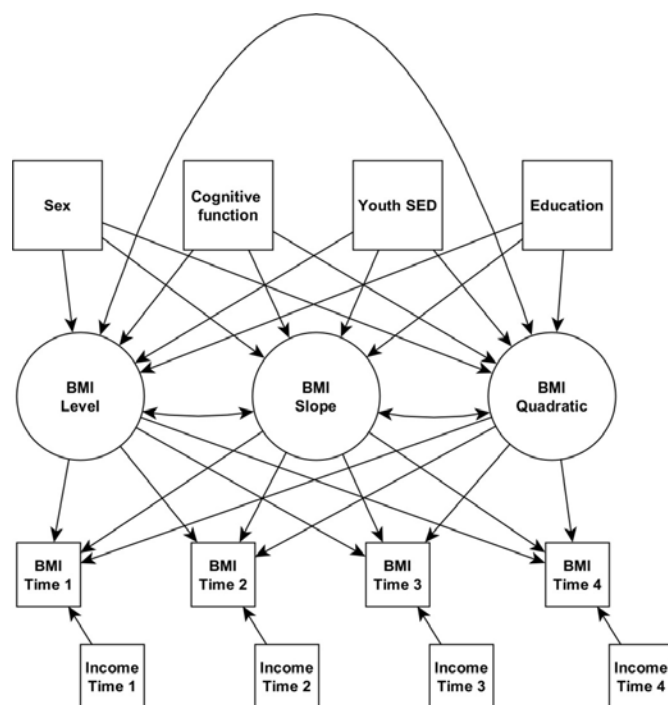 Sex
Cognitive
function
Youth SED
Education
BMI
Level
BMI
Slope
BMI
Quadratic
BMI
Time 1
BMI
Time 2
BMI
Time 3
BMI
Time 4
Income
Time 1
Income
Time 2
Income
Time 3
Income
Time 4